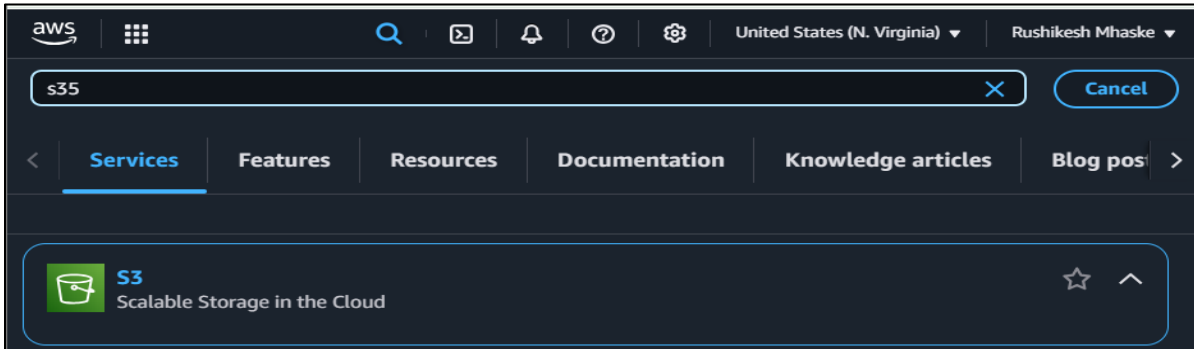 aws United States (N. Virginia) Rushikesh Mhaske
s35 Cancel
Services Features Resources Documentation Knowledge articles Blog post
S3
Scalable Storage in the Cloud